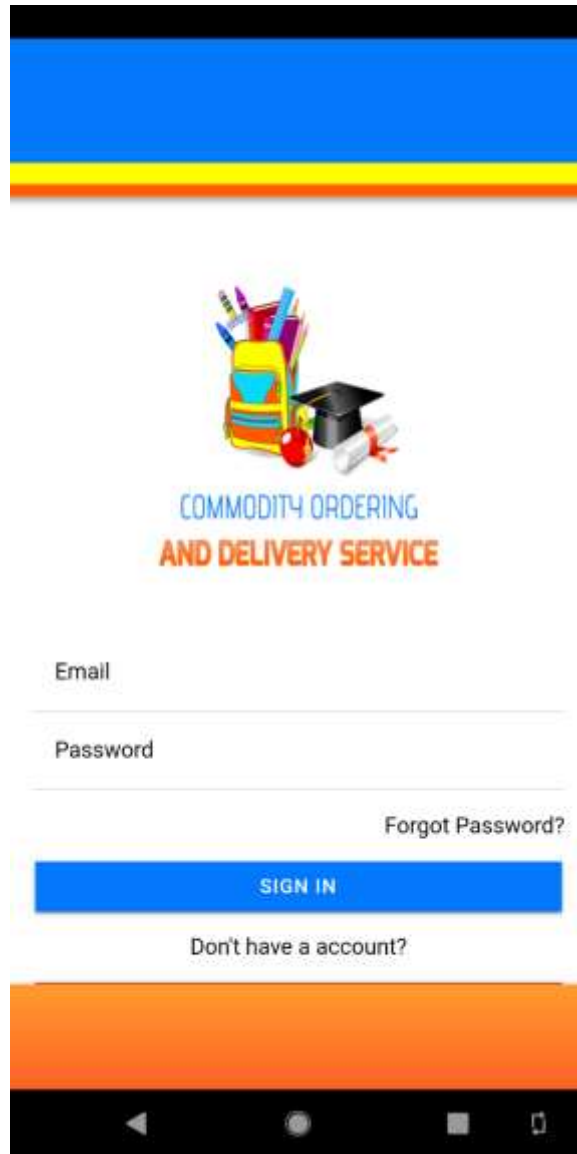 COMMODITY ORDERING
AND DELIVERY SERVICE
Email
Password
Forgot Password?
SIGN IN
Don't have a account?